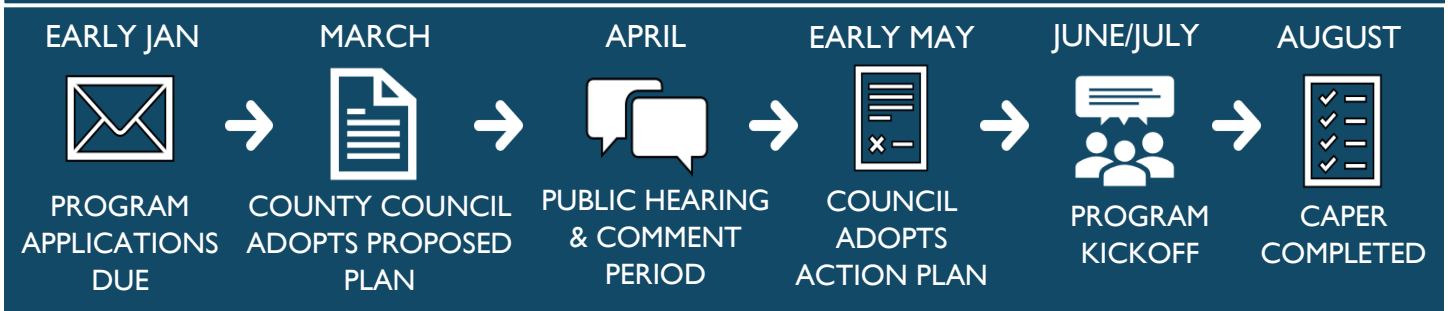 EARLY JAN
PROGRAM
APPLICATIONS
DUE
MARCH
COUNTY COUNCIL
ADOPTS PROPOSED
PLAN
APRIL
PUBLIC HEARING
& COMMENT
PERIOD
EARLY MAY
COUNCIL
ADOPTS
ACTION PLAN
JUNE/JULY
PROGRAM
KICKOFF
AUGUST
CAPER
COMPLETED